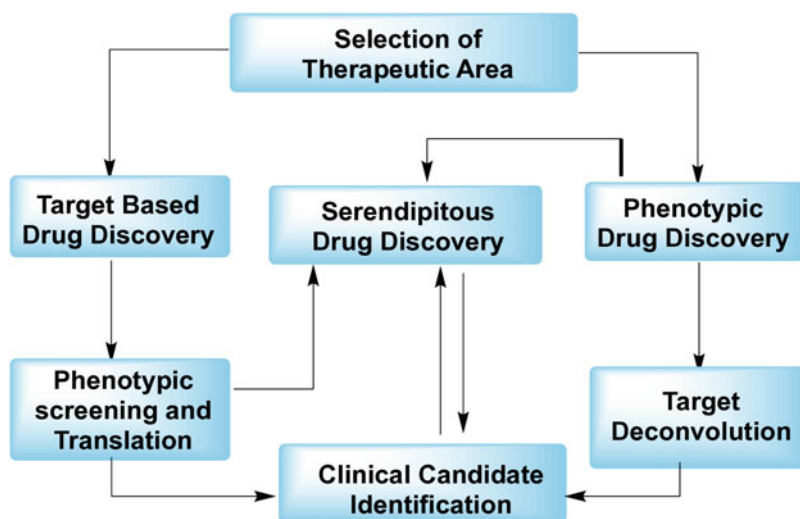 Selection of
Therapeutic Area
Target Based
Drug Discovery
Serendipitous
Drug Discovery
Phenotypic
Drug Discovery
Phenotypic
screening and
Translation
Target
Deconvolution
Clinical Candidate
Identification